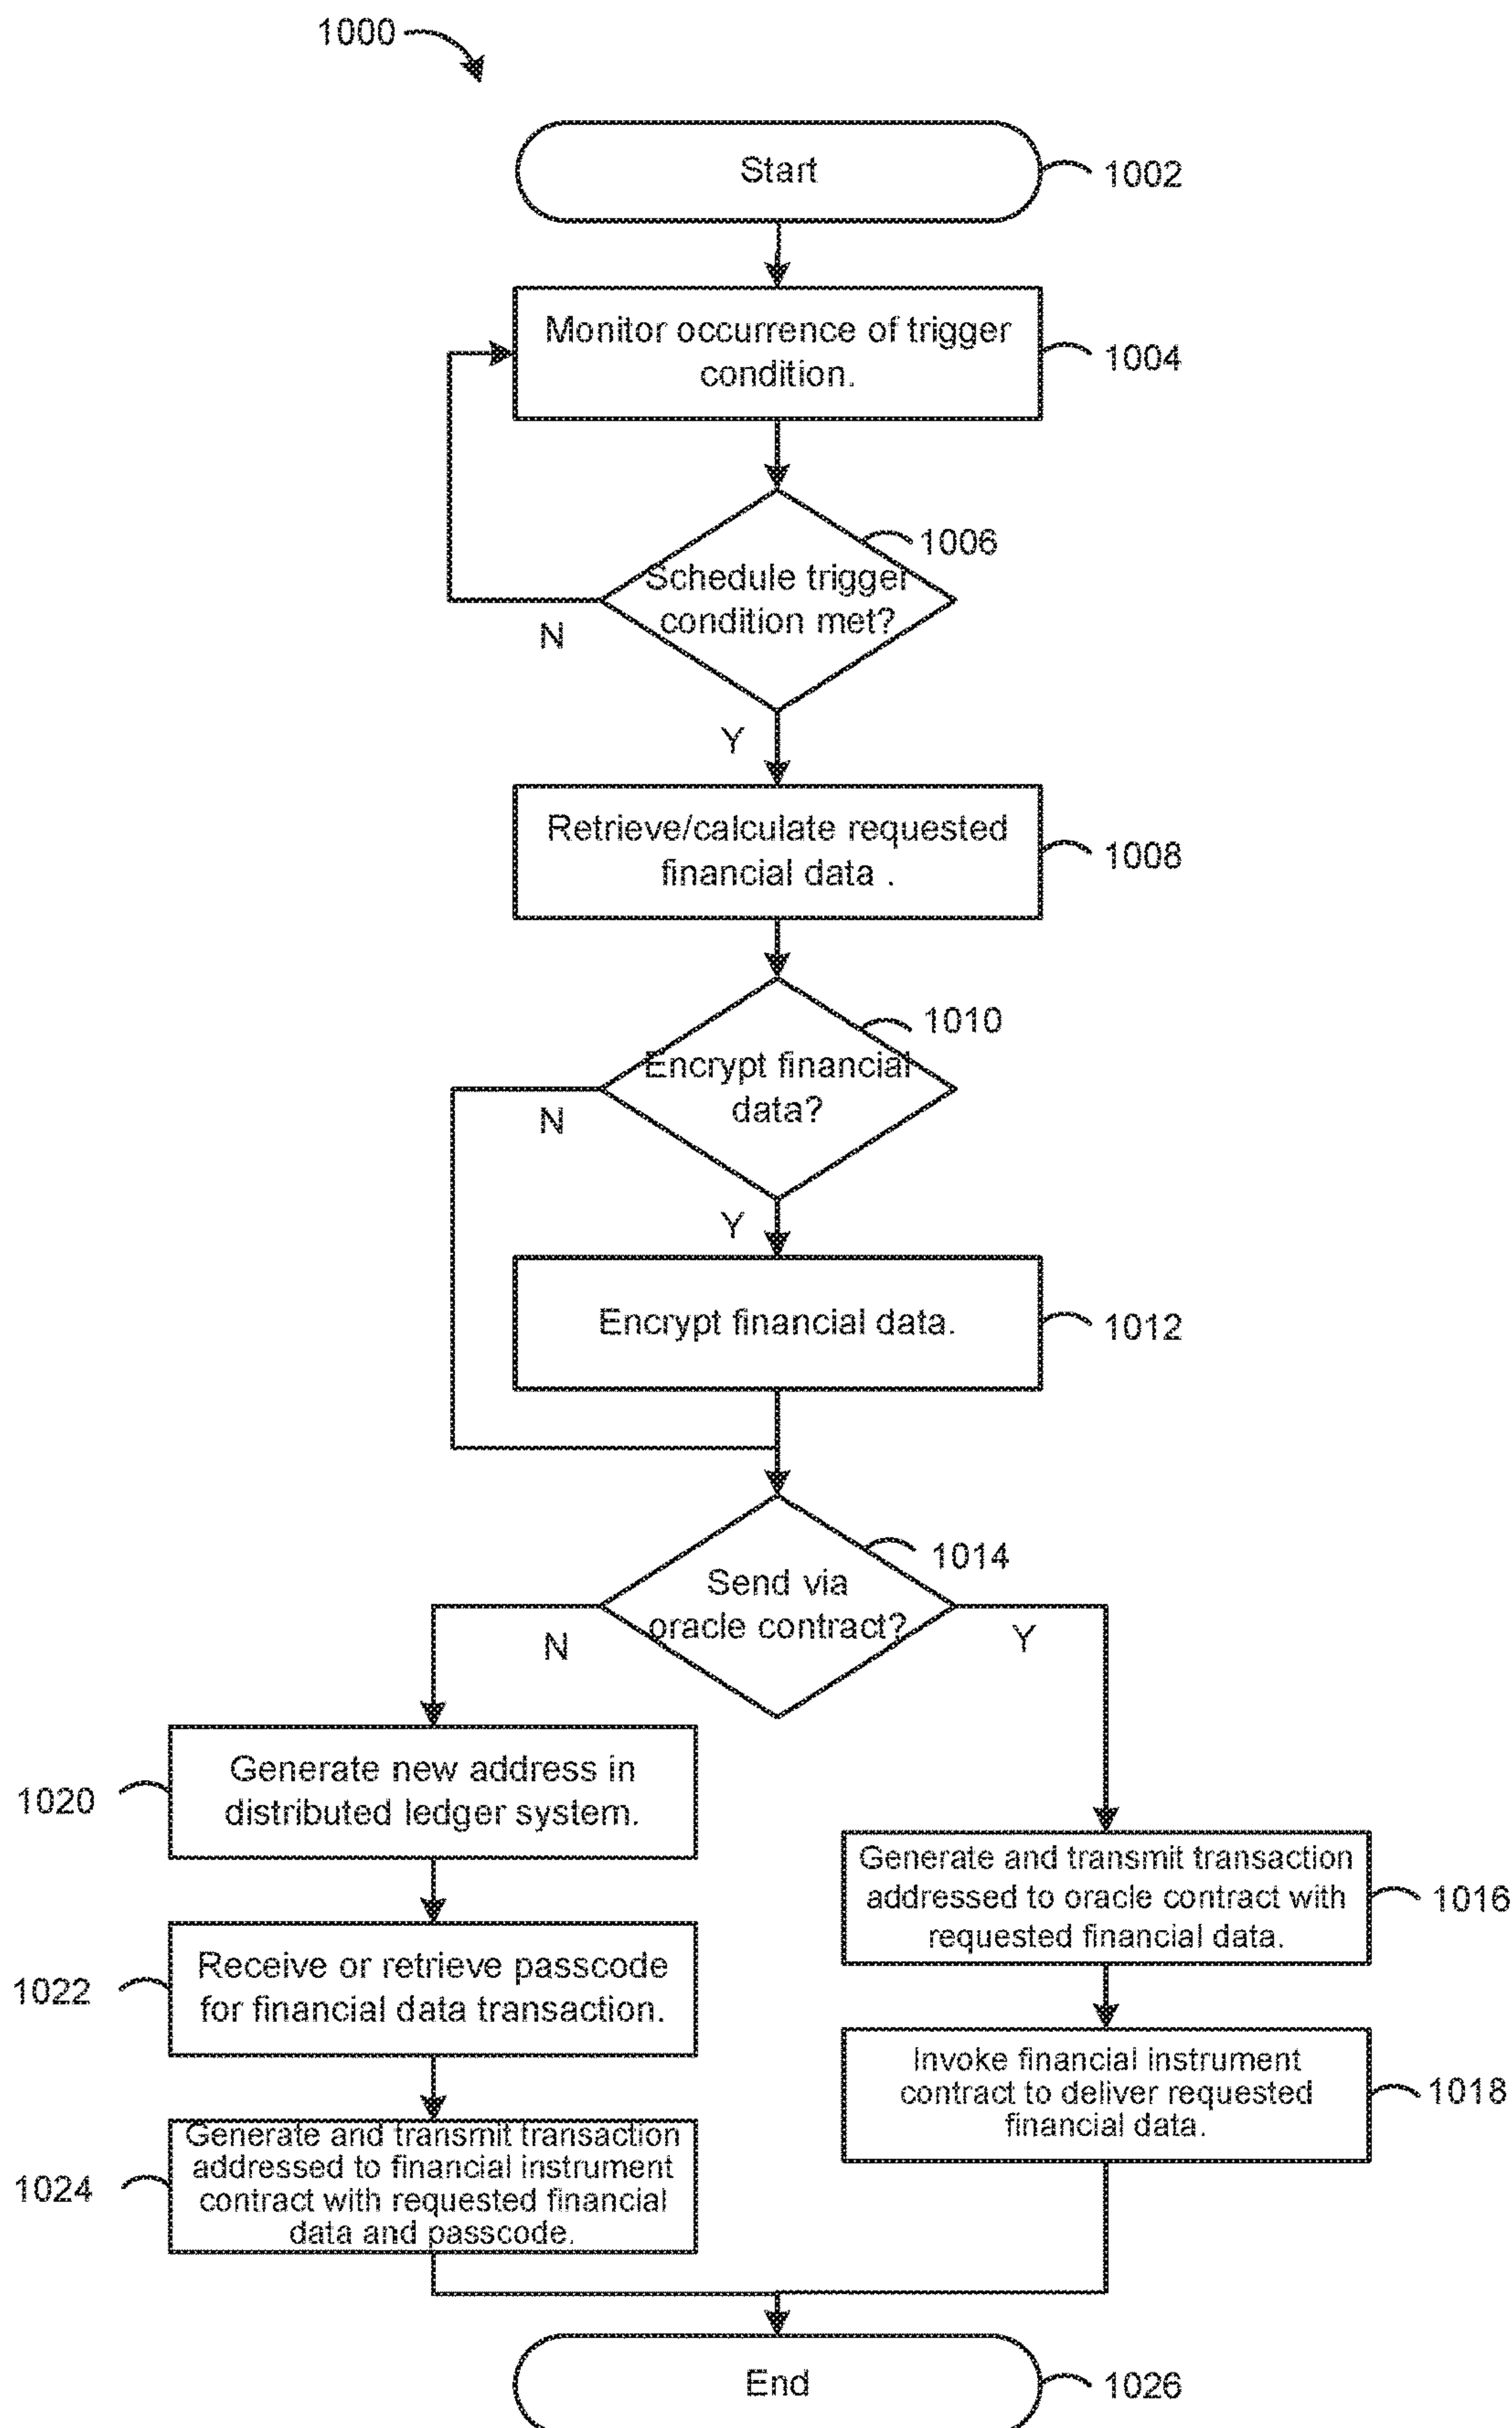 1000
Start
1002
Monitor occurrence of trigger
condition.
1004
1006
Schedule trigger
condition met?
N
Y
Retrieve/calculate requested
financial data .
1008
1010
Encrypt financial
data?
N
Y
Encrypt financial data.
1012
1014
Send via
oracle contract?
N
Y
Generate new address in
distributed ledger system.
1020
Generate and transmit transaction
addressed to oracle contract with
requested financial data.
1016
Receive or retrieve passcode
for financial data transaction.
1022
Invoke financial instrument
contract to deliver requested
financial data.
1018
Generate and transmit transaction
addressed to financial instrument
contract with requested financial
data and passcode.
1024
End
1026